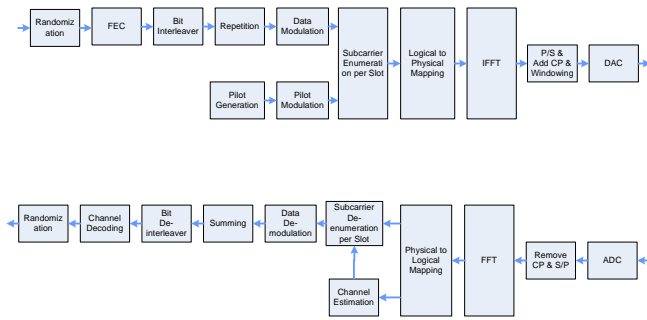 Randomiz
ation
FEC
Bit
Interleaver
Repetition
Data
Modulation
Subcarrier
Enumerati
on per Slot
Logical to
Physical
Mapping
IFFT
P/S &
Add CP &
Windowing
DAC
Pilot
Generation
Pilot
Modulation
Randomiz
ation
Channel
Decoding
Bit
De-
interleaver
Summing
Data
De-
modulation
Subcarrier
De-
enumeration
per Slot
Physical to
Logical
Mapping
FFT
Remove
CP & S/P
ADC
Channel
Estimation